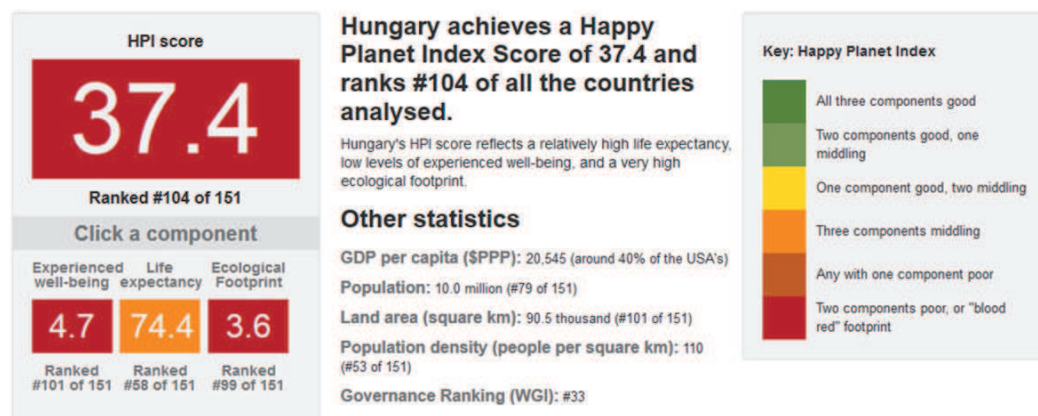 HPI score
37.4
Ranked #104 of 151
Click a component
Experienced well-being
Life expectancy
Ecological Footprint
4.7
74.4
3.6
Ranked #101 of 151
Ranked #58 of 151
Ranked #99 of 151
Hungary achieves a Happy
Planet Index Score of 37.4 and
ranks #104 of all the countries
analysed.
Hungary's HPI score reflects a relatively high life expectancy,
low levels of experienced well-being, and a very high
ecological footprint.
Other statistics
GDP per capita ($PPP): 20,545 (around 40% of the USA's)
Population: 10.0 million (#79 of 151)
Land area (square km): 90.5 thousand (#101 of 151)
Population density (people per square km): 110
(#53 of 151)
Governance Ranking (WGI): #33
Key: Happy Planet Index
All three components good
Two components good, one
middling
One component good, two middling
Three components middling
Any with one component poor
Two components poor, or "blood
red" footprint